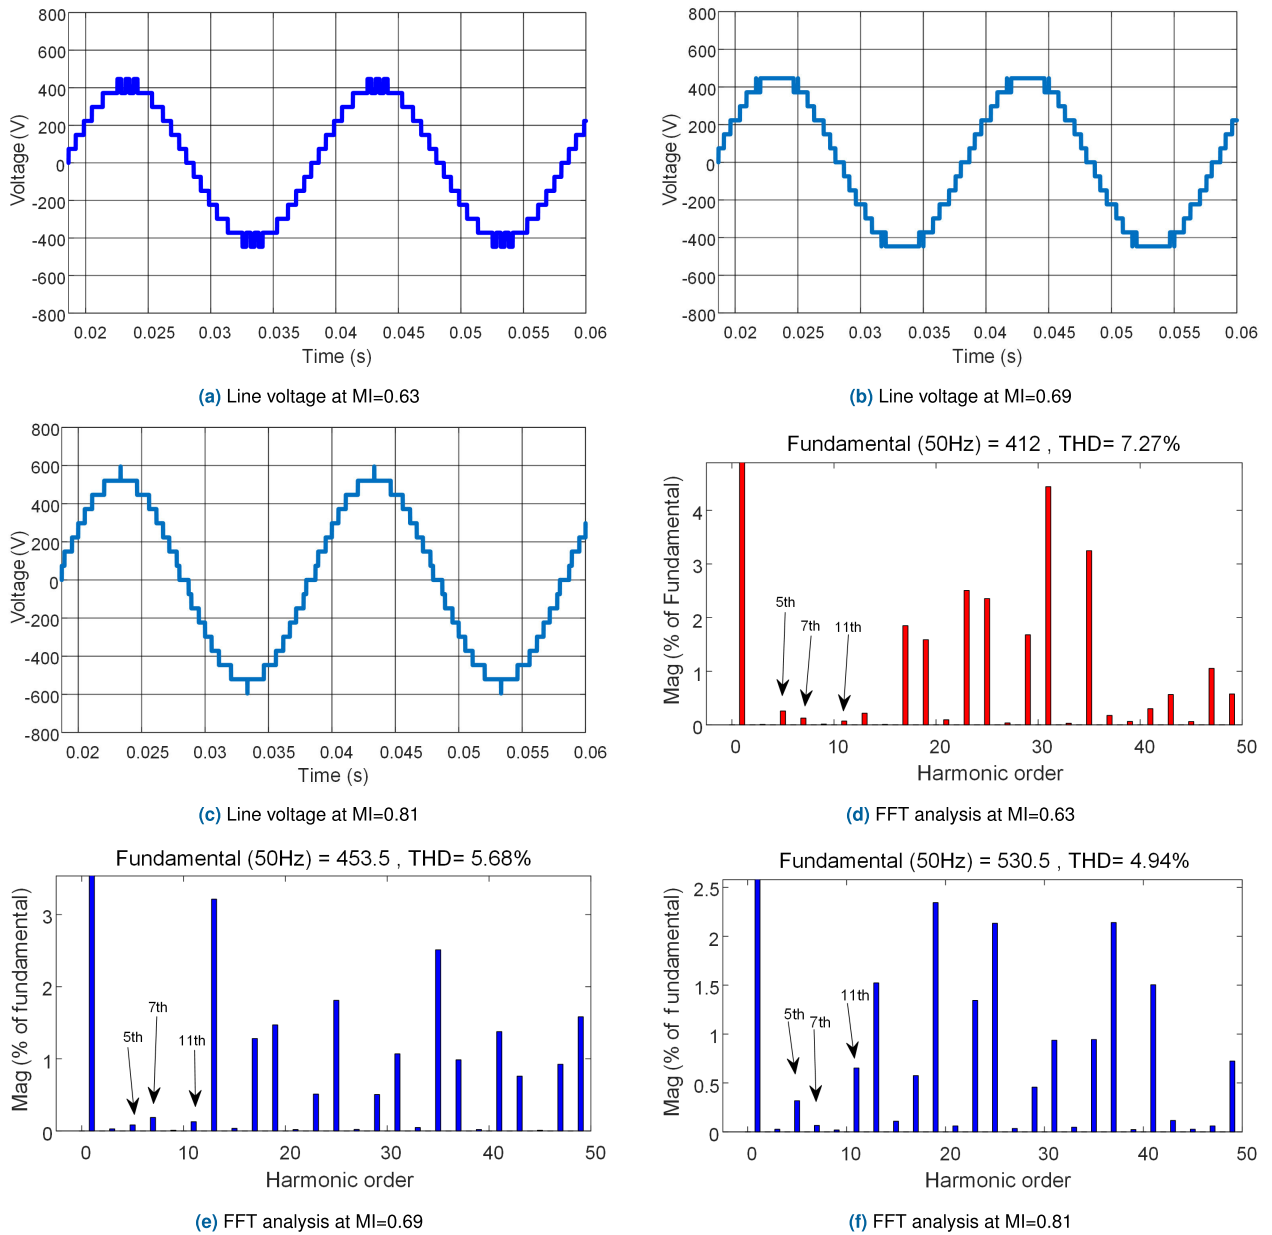 800
600
400
200
0
-200
-400
-600
-800
Voltage (V)
0.02 0.025 0.03 0.035 0.04 0.045 0.05 0.055 0.06
Time (s)
(a) Line voltage at MI=0.63
800
600
400
200
0
-200
-400
-600
-800
Voltage (V)
0.02 0.025 0.03 0.035 0.04 0.045 0.05 0.055 0.06
Time (s)
(b) Line voltage at MI=0.69
800
600
400
200
0
-200
-400
-600
-800
Voltage (V)
0.02 0.025 0.03 0.035 0.04 0.045 0.05 0.055 0.06
Time (s)
(c) Line voltage at MI=0.81
Fundamental (50Hz) = 412 , THD= 7.27%
4
3
2
1
0
Mag (% of Fundamental)
5th
7th
11th
0 10 20 30 40 50
Harmonic order
(d) FFT analysis at MI=0.63
Fundamental (50Hz) = 453.5 , THD= 5.68%
3
2
1
0
Mag (% of fundamental)
7th
5th
11th
0 10 20 30 40 50
Harmonic order
(e) FFT analysis at MI=0.69
Fundamental (50Hz) = 530.5 , THD= 4.94%
2.5
2
1.5
1
0.5
0
Mag (% of fundamental)
11th
5th
7th
0 10 20 30 40 50
Harmonic order
(f) FFT analysis at MI=0.81